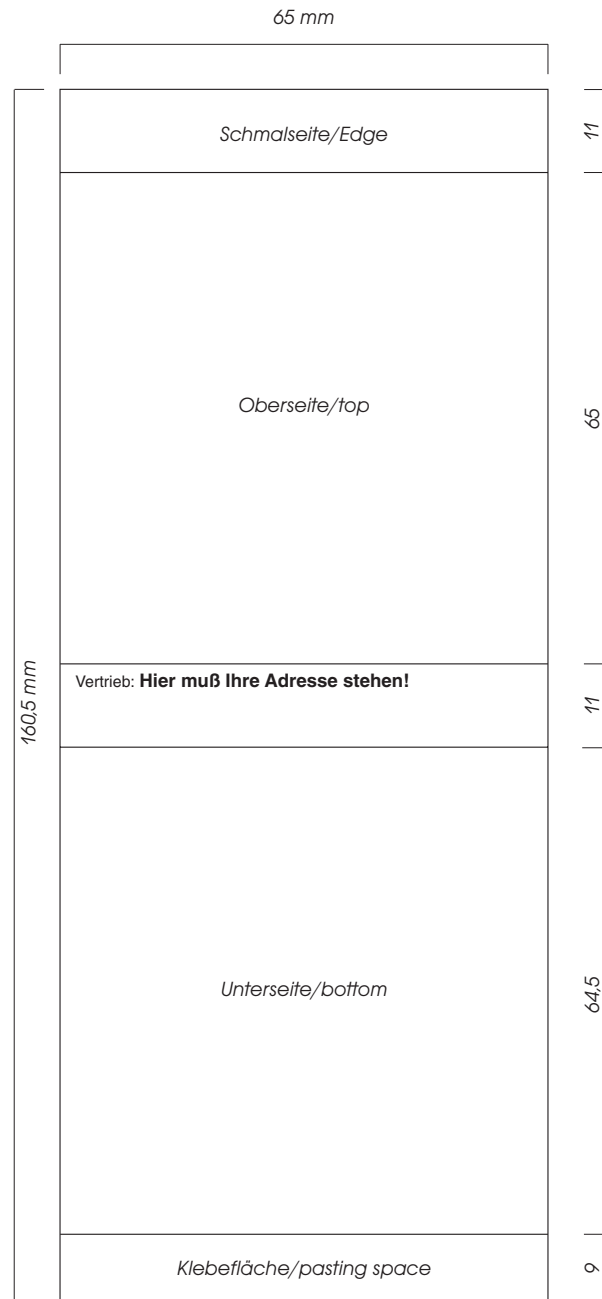 65 mm
Schmalseite/Edge
11
Oberseite/top
65
160,5 mm
Vertrieb: Hier muß Ihre Adresse stehen!
11
Unterseite/bottom
64,5
Klebefläche/pasting space
9